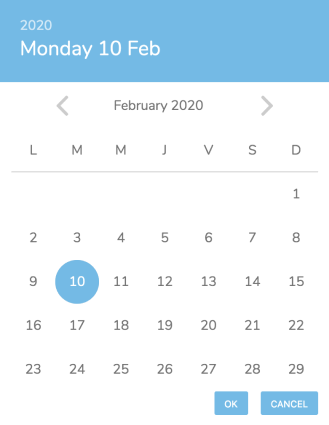 2020
Monday 10 Feb
February 2020
L M M J V S D
1
2 3 4 5 6 7 8
9 10 11 12 13 14 15
16 17 18 19 20 21 22
23 24 25 26 27 28 29
OK CANCEL